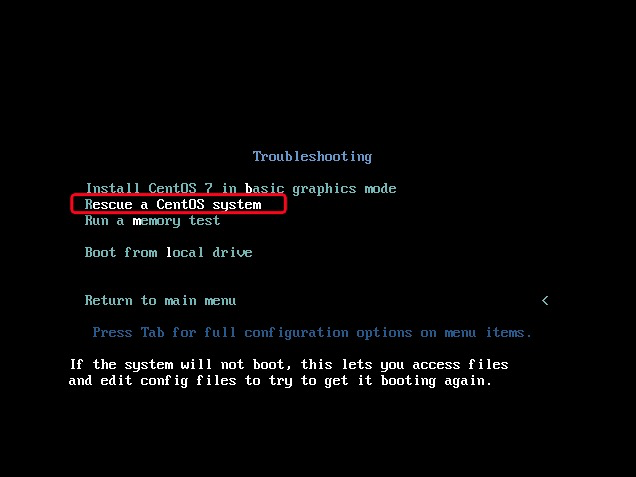 Troubleshooting
Install CentOS 7 in basic graphics mode
Rescue a CentOS system
Run a memory test
Boot from local drive
Return to main menu <
Press Tab for full configuration options on menu items.
If the system will not boot, this lets you access files
and edit config files to try to get it booting again.